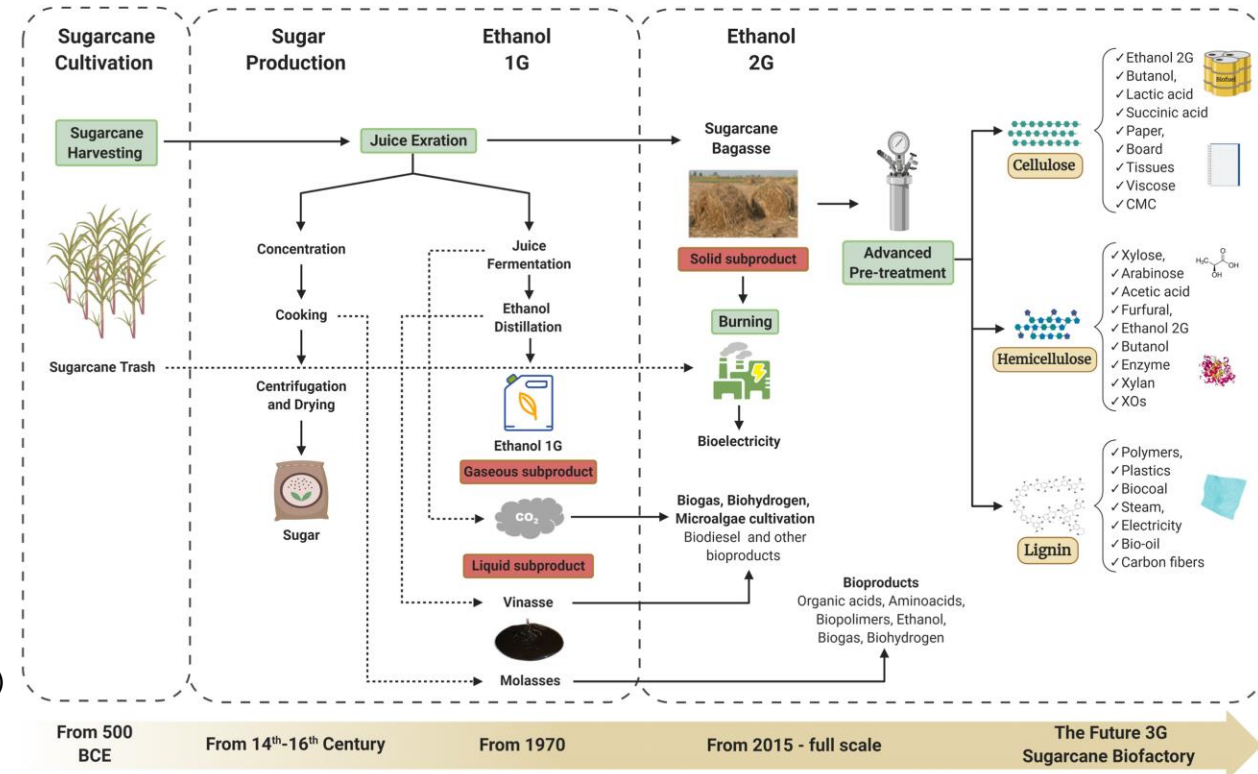 Sugarcane
Cultivation
Sugar
Production
Ethanol
1G
Ethanol
2G
Sugarcane
Harvesting
Juice Exration
Sugarcane
Bagasse
Concentration
Juice
Fermentation
Solid subproduct
Advanced
Pre-treatment
Cooking
Ethanol
Distillation
Burning
Sugarcane Trash
Centrifugation
and Drying
Ethanol 1G
Bioelectricity
Gaseous subproduct
Sugar
CO₂
Biogas, Biohydrogen,
Microalgae cultivation
Biodiesel and other
bioproducts
Liquid subproduct
Vinasse
Molasses
Bioproducts
Organic acids, Aminoacids,
Biopolimers, Ethanol,
Biogas, Biohydrogen
Cellulose
✓Ethanol 2G
✓Butanol,
✓Lactic acid
✓Succinic acid
✓Paper,
✓Board
✓Tissues
✓Viscose
✓CMC
Biofuel
Hemicellulose
✓Xylose,
✓Arabinose
✓Acetic acid
✓Furfural,
✓Ethanol 2G
✓Butanol
✓Enzyme
✓Xylan
✓XOs
H₃C
O
OH
OH
Lignin
✓Polymers,
✓Plastics
✓Biocoal
✓Steam,
✓Electricity
✓Bio-oil
✓Carbon fibers
)
From 500
BCE
From 14th-16th Century
From 1970
From 2015 - full scale
The Future 3G
Sugarcane Biofactory